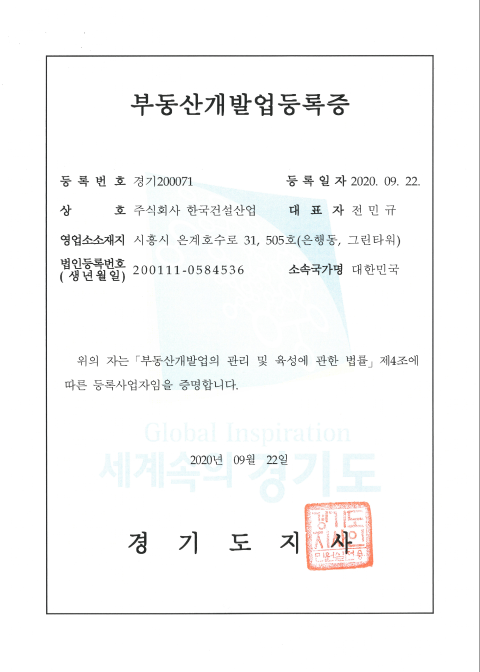 부동산개발업등록증
등 록 번 호 경기200071 등 록 일 자 2020. 09. 22.
상 호 주식회사 한국건설산업 대 표 자 전민규
영업소소재지 시흥시 은계호수로 31, 505호(은행동, 그린타워)
법인등록번호
(생년월일) 200111-0584536 소속국가명 대한민국
위의 자는「부동산개발업의 관리 및 육성에 관한 법률」제4조에
따른 등록사업자임을 증명합니다.
Global Inspiration
2020년 09월 22일
세계속의 경기도
경 기 도 지 사
경기도
지사인